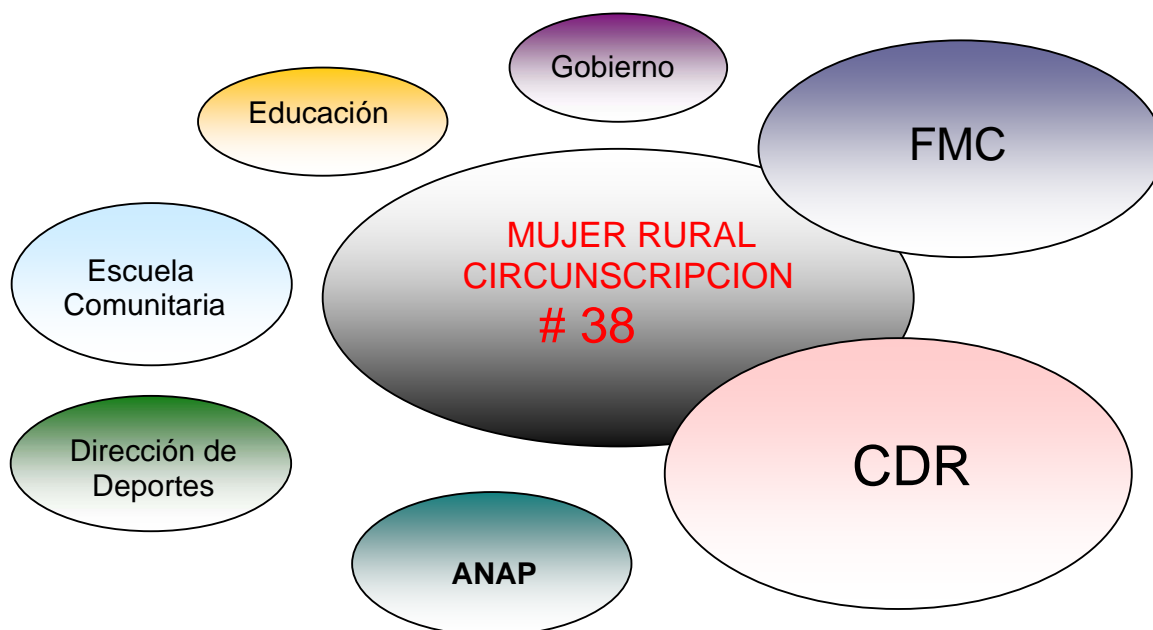 Gobierno
Educación
FMC
MUJER RURAL
CIRCUNSCRIPCION
# 38
Escuela
Comunitaria
Dirección de
Deportes
CDR
ANAP